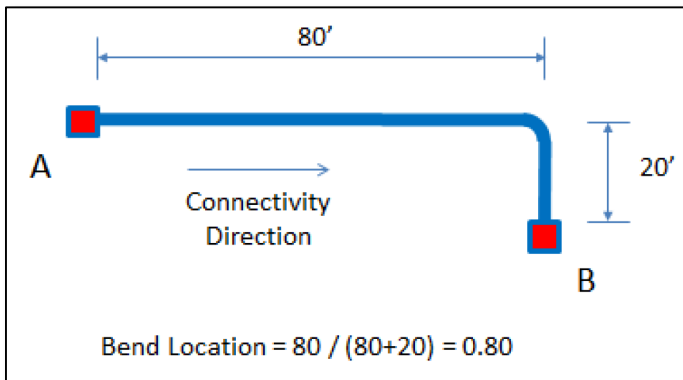 80’
A
20’
Connectivity
Direction
B
Bend Location = 80 / (80+20) = 0.80